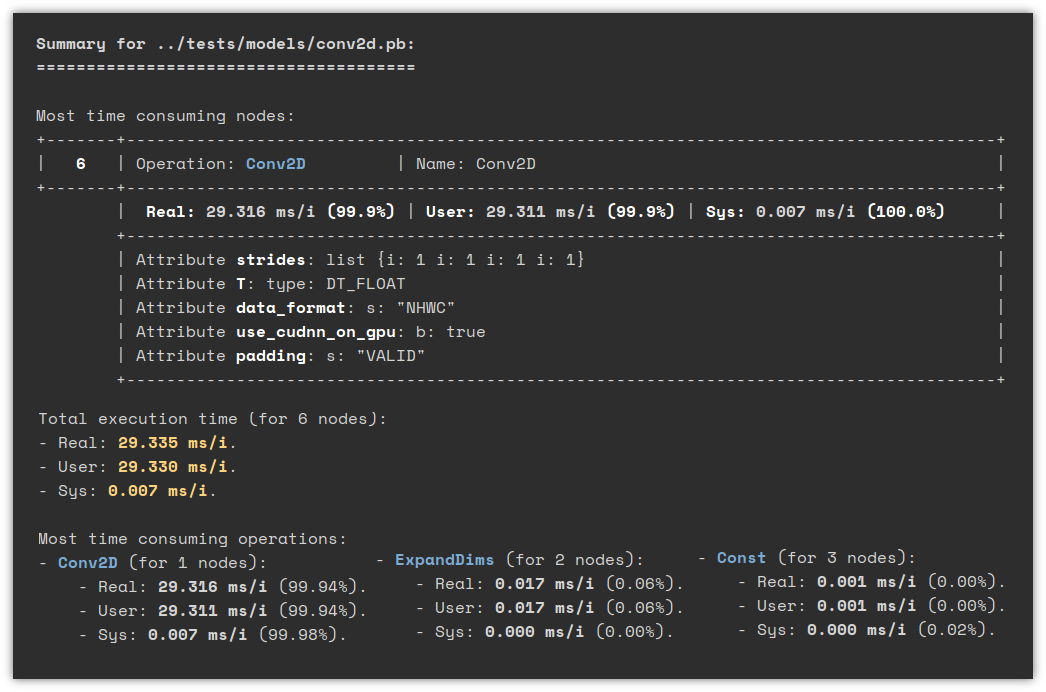 Summary for ../tests/models/conv2d.pb:
======================================
Most time consuming nodes:
+-------+---------------------------------------------------------------------------------------+
|   6   | Operation: Conv2D         | Name: Conv2D                                              |
+-------+---------------------------------------------------------------------------------------+
        |  Real: 29.316 ms/i (99.9%) | User: 29.311 ms/i (99.9%) | Sys: 0.007 ms/i (100.0%)     |
        +---------------------------------------------------------------------------------------+
        | Attribute strides: list {i: 1 i: 1 i: 1 i: 1}                                         |
        | Attribute T: type: DT_FLOAT                                                           |
        | Attribute data_format: s: "NHWC"                                                      |
        | Attribute use_cudnn_on_gpu: b: true                                                   |
        | Attribute padding: s: "VALID"                                                         |
        +---------------------------------------------------------------------------------------+
Total execution time (for 6 nodes):
- Real: 29.335 ms/i.
- User: 29.330 ms/i.
- Sys: 0.007 ms/i.
Most time consuming operations:
- Conv2D (for 1 nodes):
- Real: 29.316 ms/i (99.94%).
- User: 29.311 ms/i (99.94%).
- Sys: 0.007 ms/i (99.98%).
- ExpandDims (for 2 nodes):
- Real: 0.017 ms/i (0.06%).
- User: 0.017 ms/i (0.06%).
- Sys: 0.000 ms/i (0.00%).
- Const (for 3 nodes):
- Real: 0.001 ms/i (0.00%).
- User: 0.001 ms/i (0.00%).
- Sys: 0.000 ms/i (0.02%).